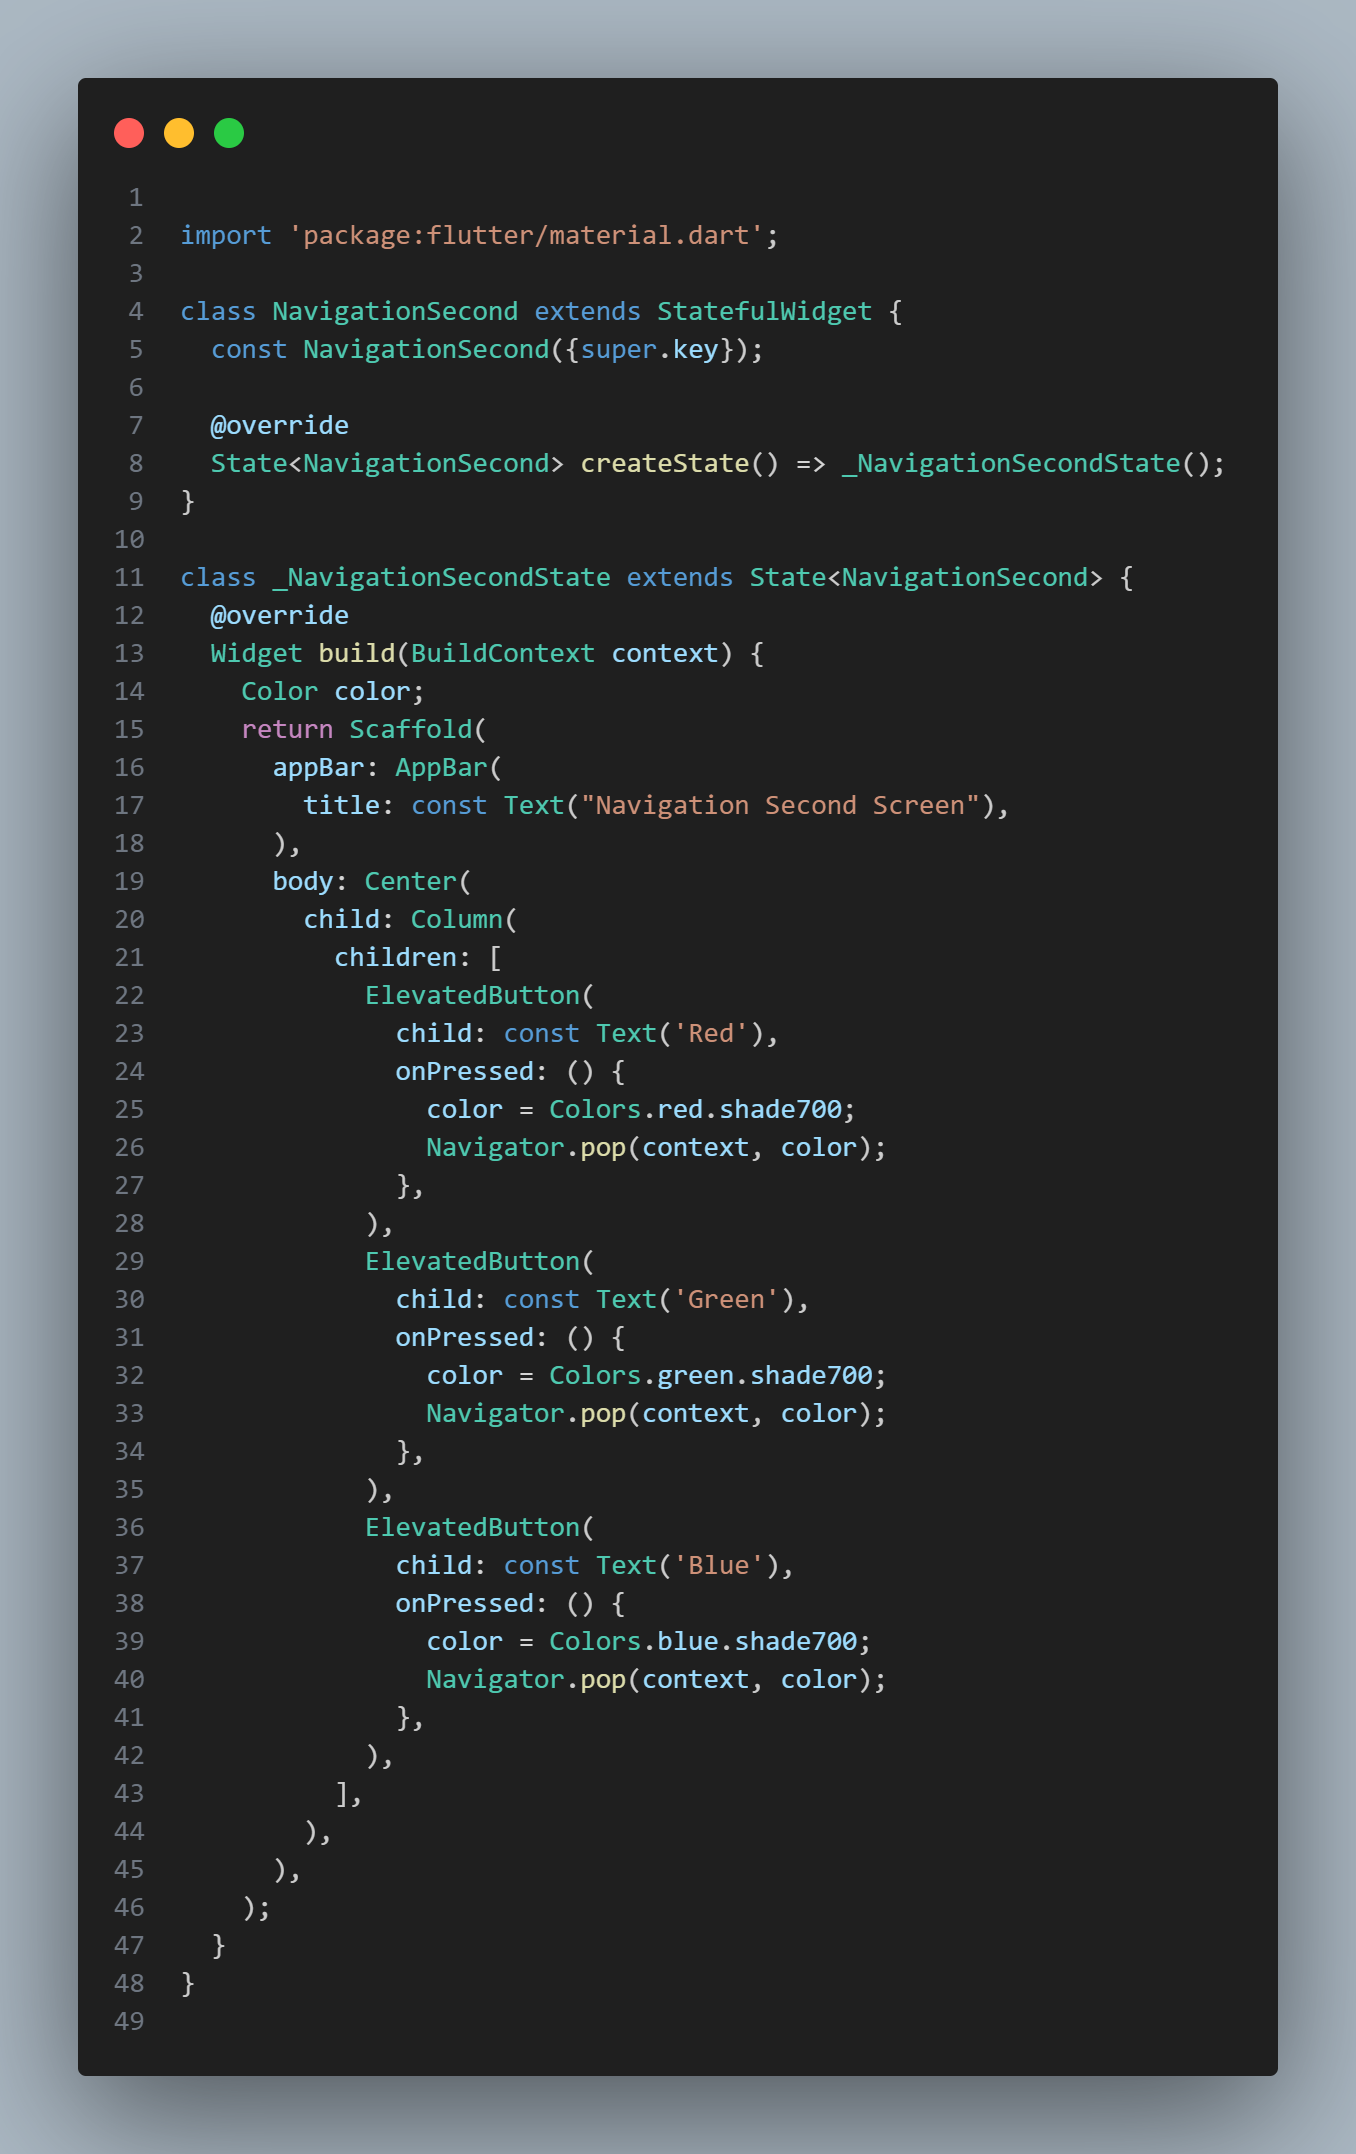 1
2 import 'package:flutter/material.dart';
3
4 class NavigationSecond extends StatefulWidget {
5   const NavigationSecond({super.key});
6
7   @override
8   State<NavigationSecond> createState() => _NavigationSecondState();
9 }
10
11 class _NavigationSecondState extends State<NavigationSecond> {
12   @override
13   Widget build(BuildContext context) {
14     Color color;
15     return Scaffold(
16       appBar: AppBar(
17         title: const Text("Navigation Second Screen"),
18       ),
19       body: Center(
20         child: Column(
21           children: [
22             ElevatedButton(
23               child: const Text('Red'),
24               onPressed: () {
25                 color = Colors.red.shade700;
26                 Navigator.pop(context, color);
27               },
28             ),
29             ElevatedButton(
30               child: const Text('Green'),
31               onPressed: () {
32                 color = Colors.green.shade700;
33                 Navigator.pop(context, color);
34               },
35             ),
36             ElevatedButton(
37               child: const Text('Blue'),
38               onPressed: () {
39                 color = Colors.blue.shade700;
40                 Navigator.pop(context, color);
41               },
42             ),
43           ],
44         ),
45       ),
46     );
47   }
48 }
49